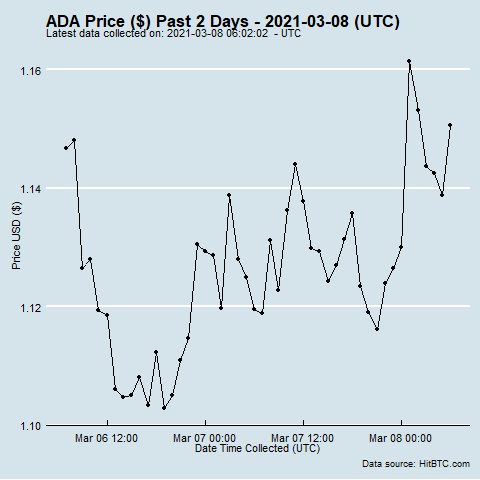 ADA Price ($) Past 2 Days - 2021-03-08 (UTC)
Latest data collected on: 2021-03-08 06:02:02 - UTC
1.16
1.14
1.12
1.10
Price USD ($)
Mar 06 12:00 Mar 07 00:00 Mar 07 12:00 Mar 08 00:00
Date Time Collected (UTC)
Data source: HitBTC.com